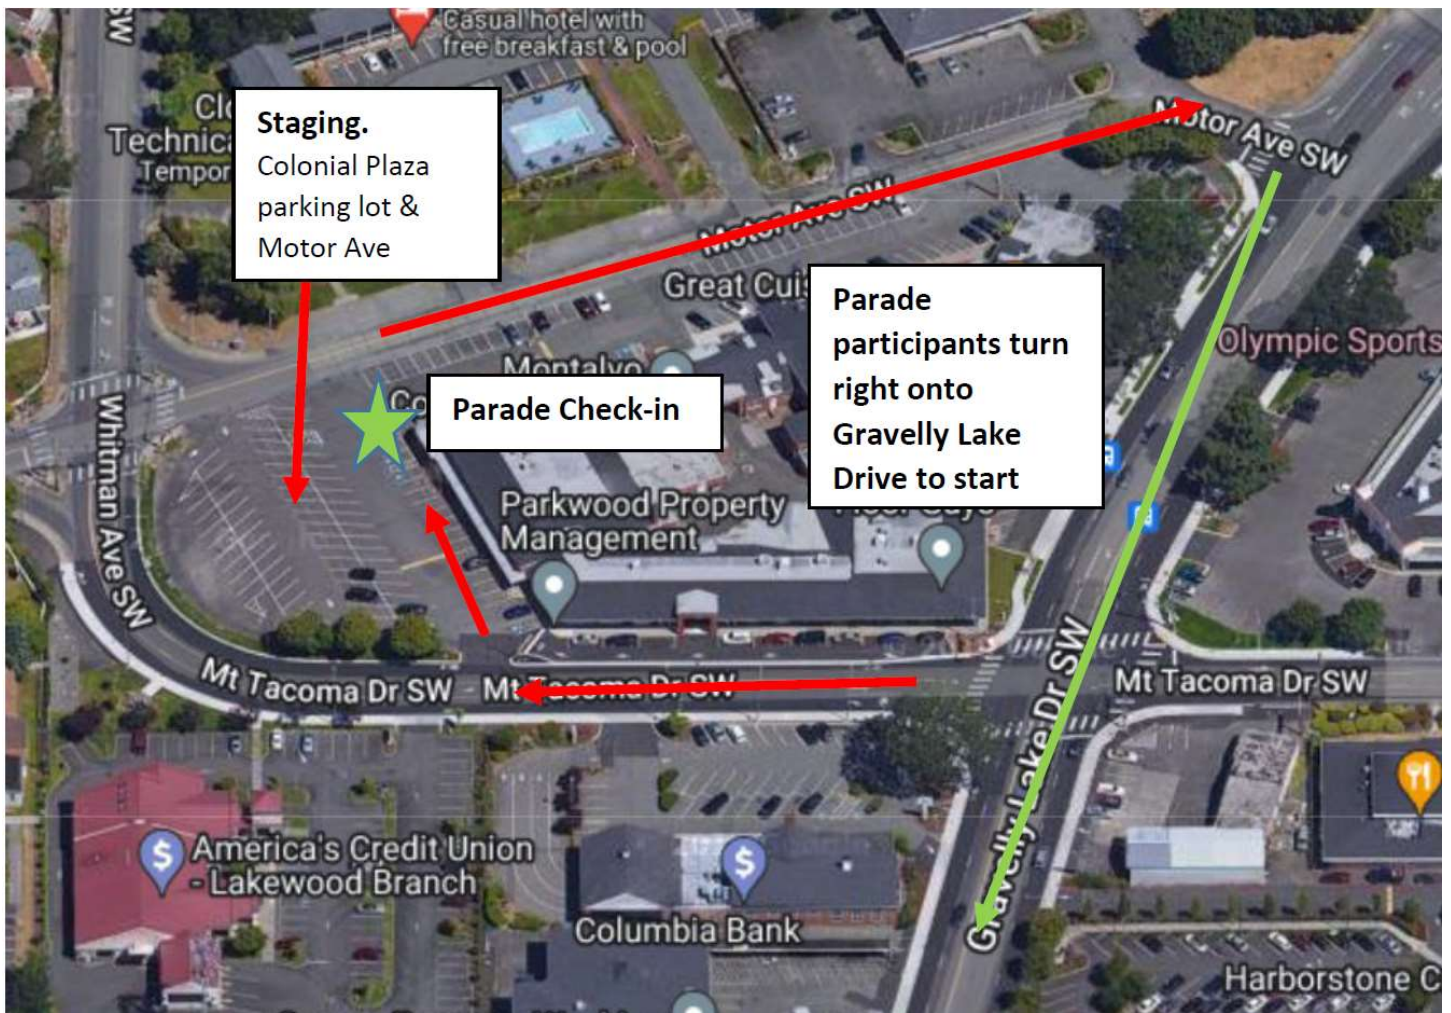 SW
Casual hotel with
free breakfast & pool
Staging.
Colonial Plaza
parking lot &
Motor Ave
Technica
Tempor
Motor Ave SW
Motor Ave SW
Great Cuis
Parade
participants turn
right onto
Gravelly Lake
Drive to start
Olympic Sports
Montalvo
Co
Parade Check-in
Whitman Ave SW
Parkwood Property
Management
Mt Tacoma Dr SW
Mt Tacoma Dr SW
Mt Tacoma Dr SW
Gravelly Lake Dr SW
America's Credit Union
- Lakewood Branch
Columbia Bank
Harborstone C